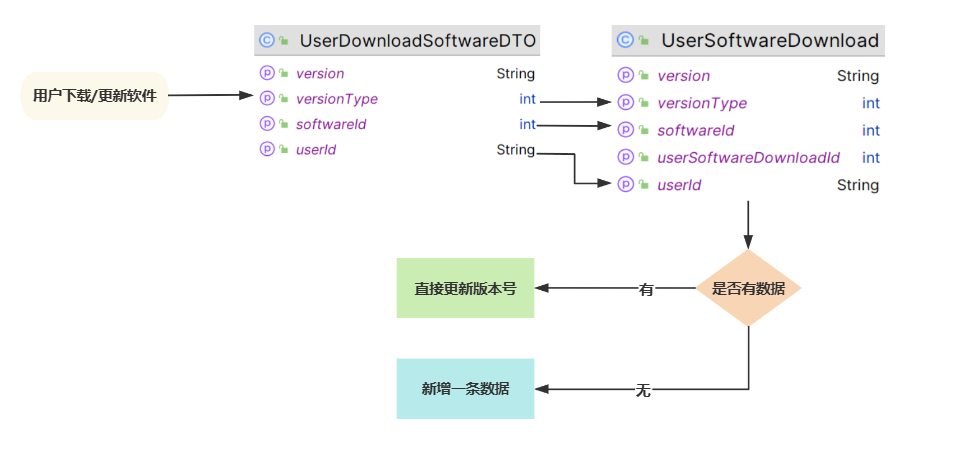 用户下载/更新软件
C UserDownloadSoftwareDTO
p version String
p versionType int
p softwareId int
p userId String
C UserSoftwareDownload
p version String
p versionType int
p softwareId int
p userSoftwareDownloadId int
p userId String
是否有数据
有
直接更新版本号
无
新增一条数据